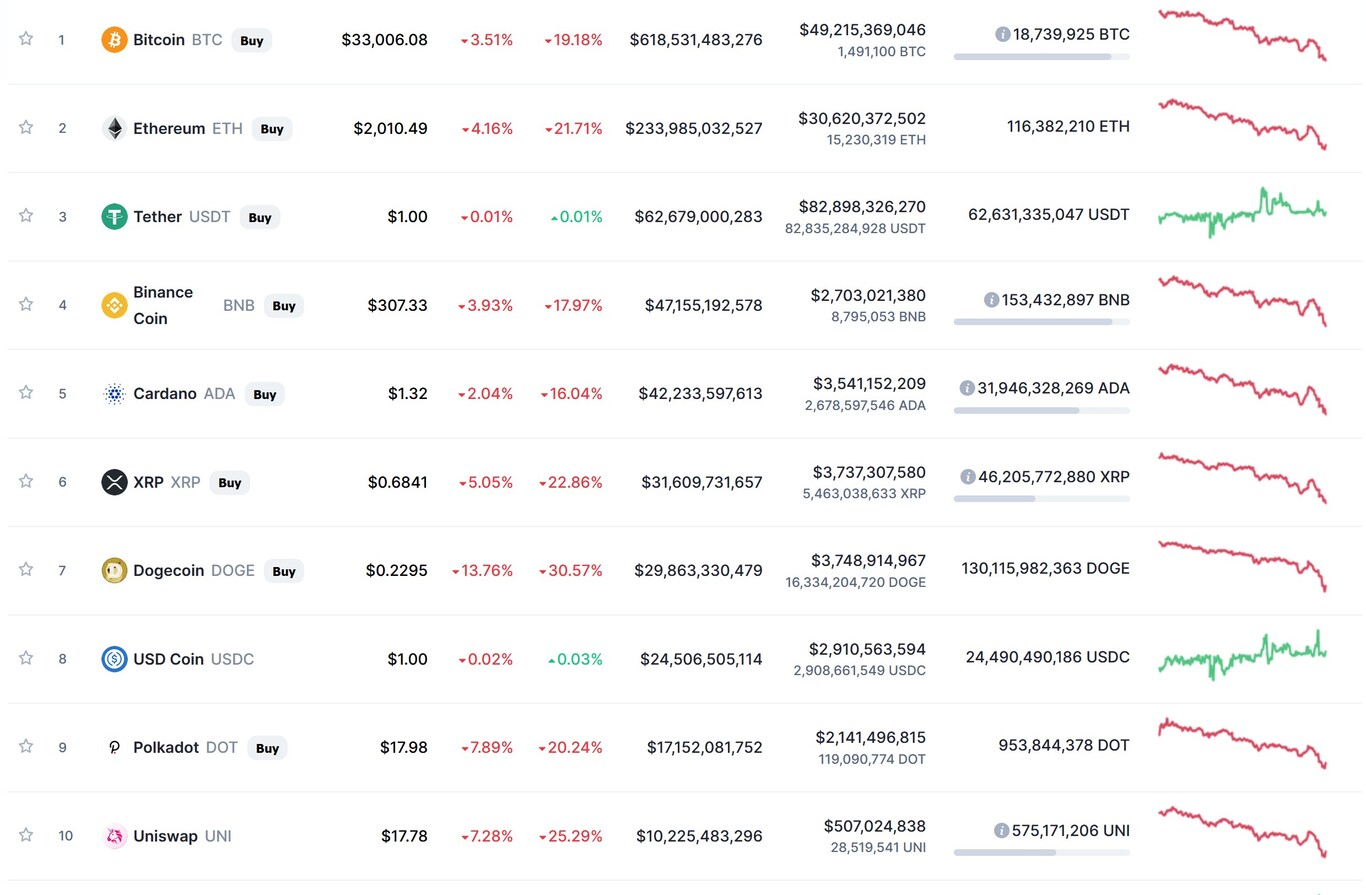 1 Bitcoin BTC Buy $33,006.08 3.51% 19.18% $618,531,483,276 $49,215,369,046 18,739,925 BTC
1,491,100 BTC
2 Ethereum ETH Buy $2,010.49 4.16% 21.71% $233,985,032,527 $30,620,372,502 116,382,210 ETH
15,230,319 ETH
3 Tether USDT Buy $1.00 0.01% 0.01% $62,679,000,283 $82,898,326,270 62,631,335,047 USDT
82,835,284,928 USDT
4 Binance Coin BNB Buy $307.33 3.93% 17.97% $47,155,192,578 $2,703,021,380 153,432,897 BNB
8,795,053 BNB
5 Cardano ADA Buy $1.32 2.04% 16.04% $42,233,597,613 $3,541,152,209 31,946,328,269 ADA
2,678,597,546 ADA
6 XRP XRP Buy $0.6841 5.05% 22.86% $31,609,731,657 $3,737,307,580 46,205,772,880 XRP
5,463,038,633 XRP
7 Dogecoin DOGE Buy $0.2295 13.76% 30.57% $29,863,330,479 $3,748,914,967 130,115,982,363 DOGE
16,334,204,720 DOGE
8 USD Coin USDC $1.00 0.02% 0.03% $24,506,505,114 $2,910,563,594 24,490,490,186 USDC
2,908,661,549 USDC
9 Polkadot DOT Buy $17.98 7.89% 20.24% $17,152,081,752 $2,141,496,815 953,844,378 DOT
119,090,774 DOT
10 Uniswap UNI $17.78 7.28% 25.29% $10,225,483,296 $507,024,838 575,171,206 UNI
28,519,541 UNI